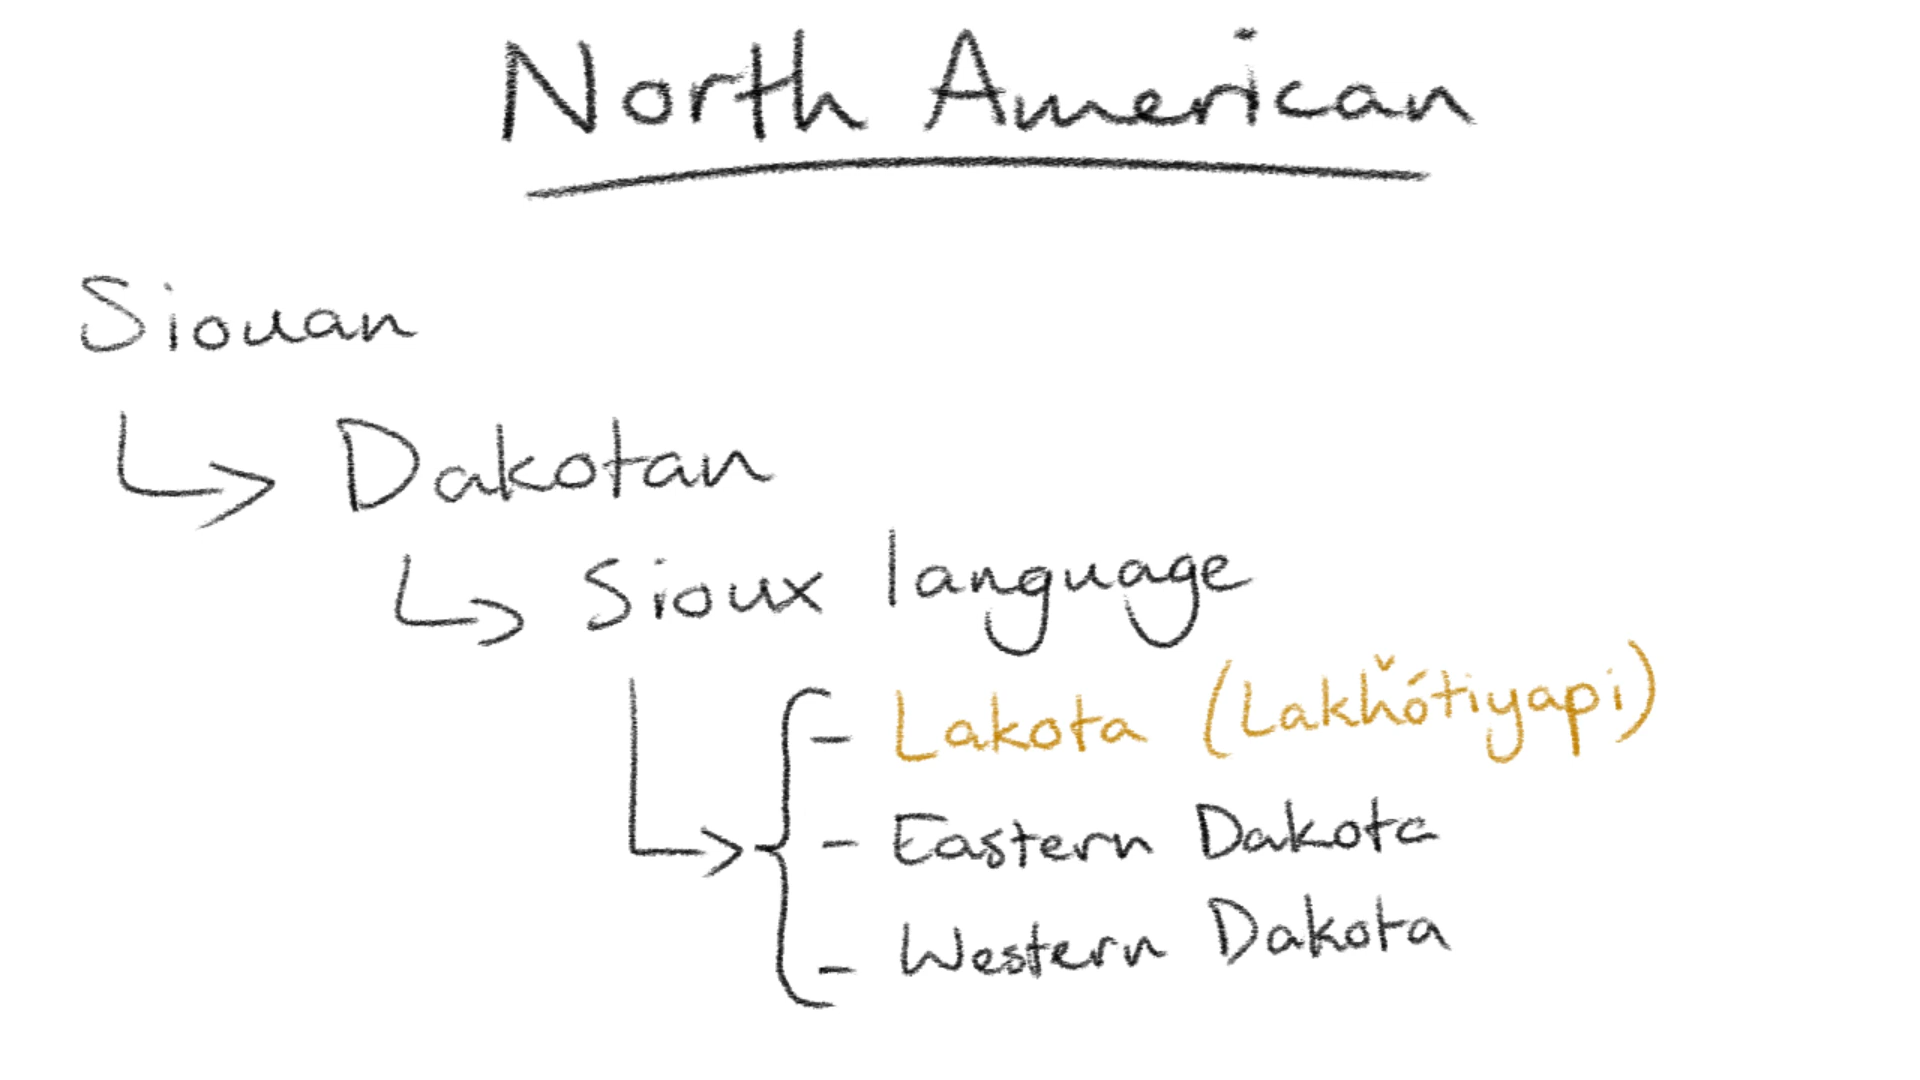 North American
Siouan
Dakotan
Sioux language
- Lakota (Lakȟótiyapi)
- Eastern Dakota
- Western Dakota